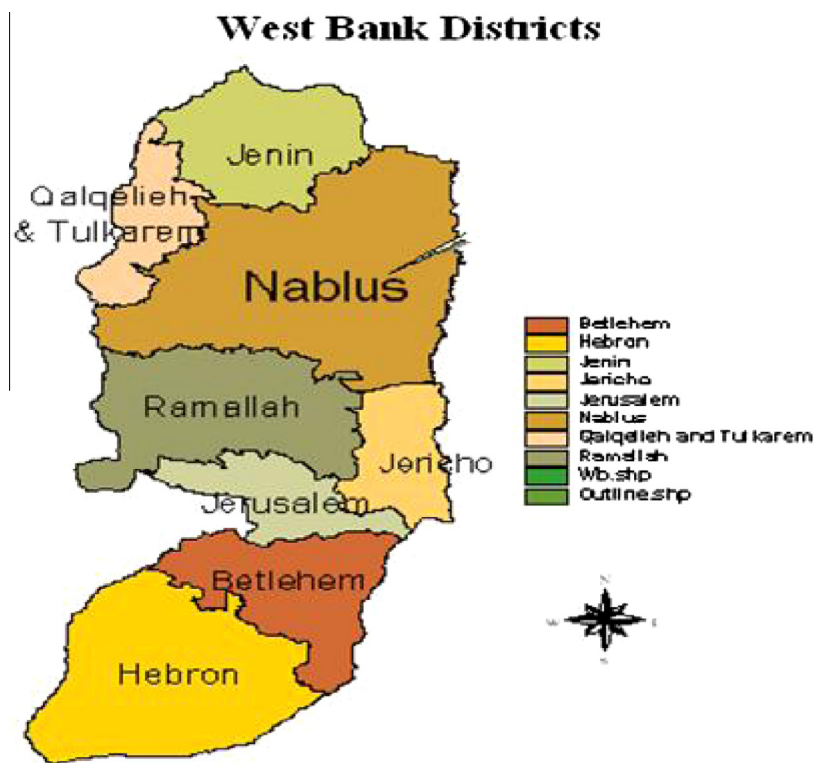 West Bank Districts
Jenin
Qalqelieh
& Tulkarem
Nablus
Ramallah
Jericho
Jerusalem
Betlehem
Hebron
Betlehem
Hebron
Jenin
Jericho
Jerusalem
Nablus
Qalqelieh and Tulkarem
Ramallah
Wb.shp
Outline.shp
N
W
E
S